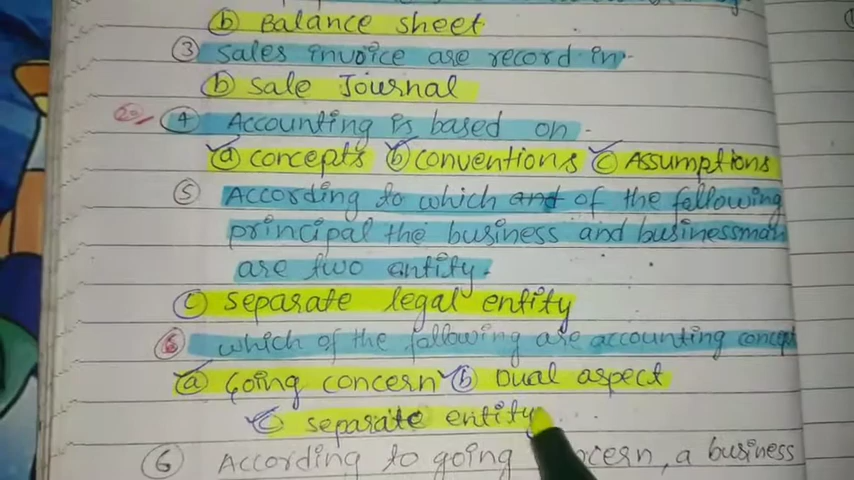 (b) Balance sheet
(3) Sales invoice are record in.
(b) Sale Journal
(4) Accounting is based on.
(a) concepts (b) conventions (c) Assumptions
(5) According to which and of the following
principal the business and businessman
are two entity.
(c) separate legal entity
(6) which of the following are accounting concept
(a) Going concern (b) Dual aspect
(c) separate entity
(6) According to going ncern, a business